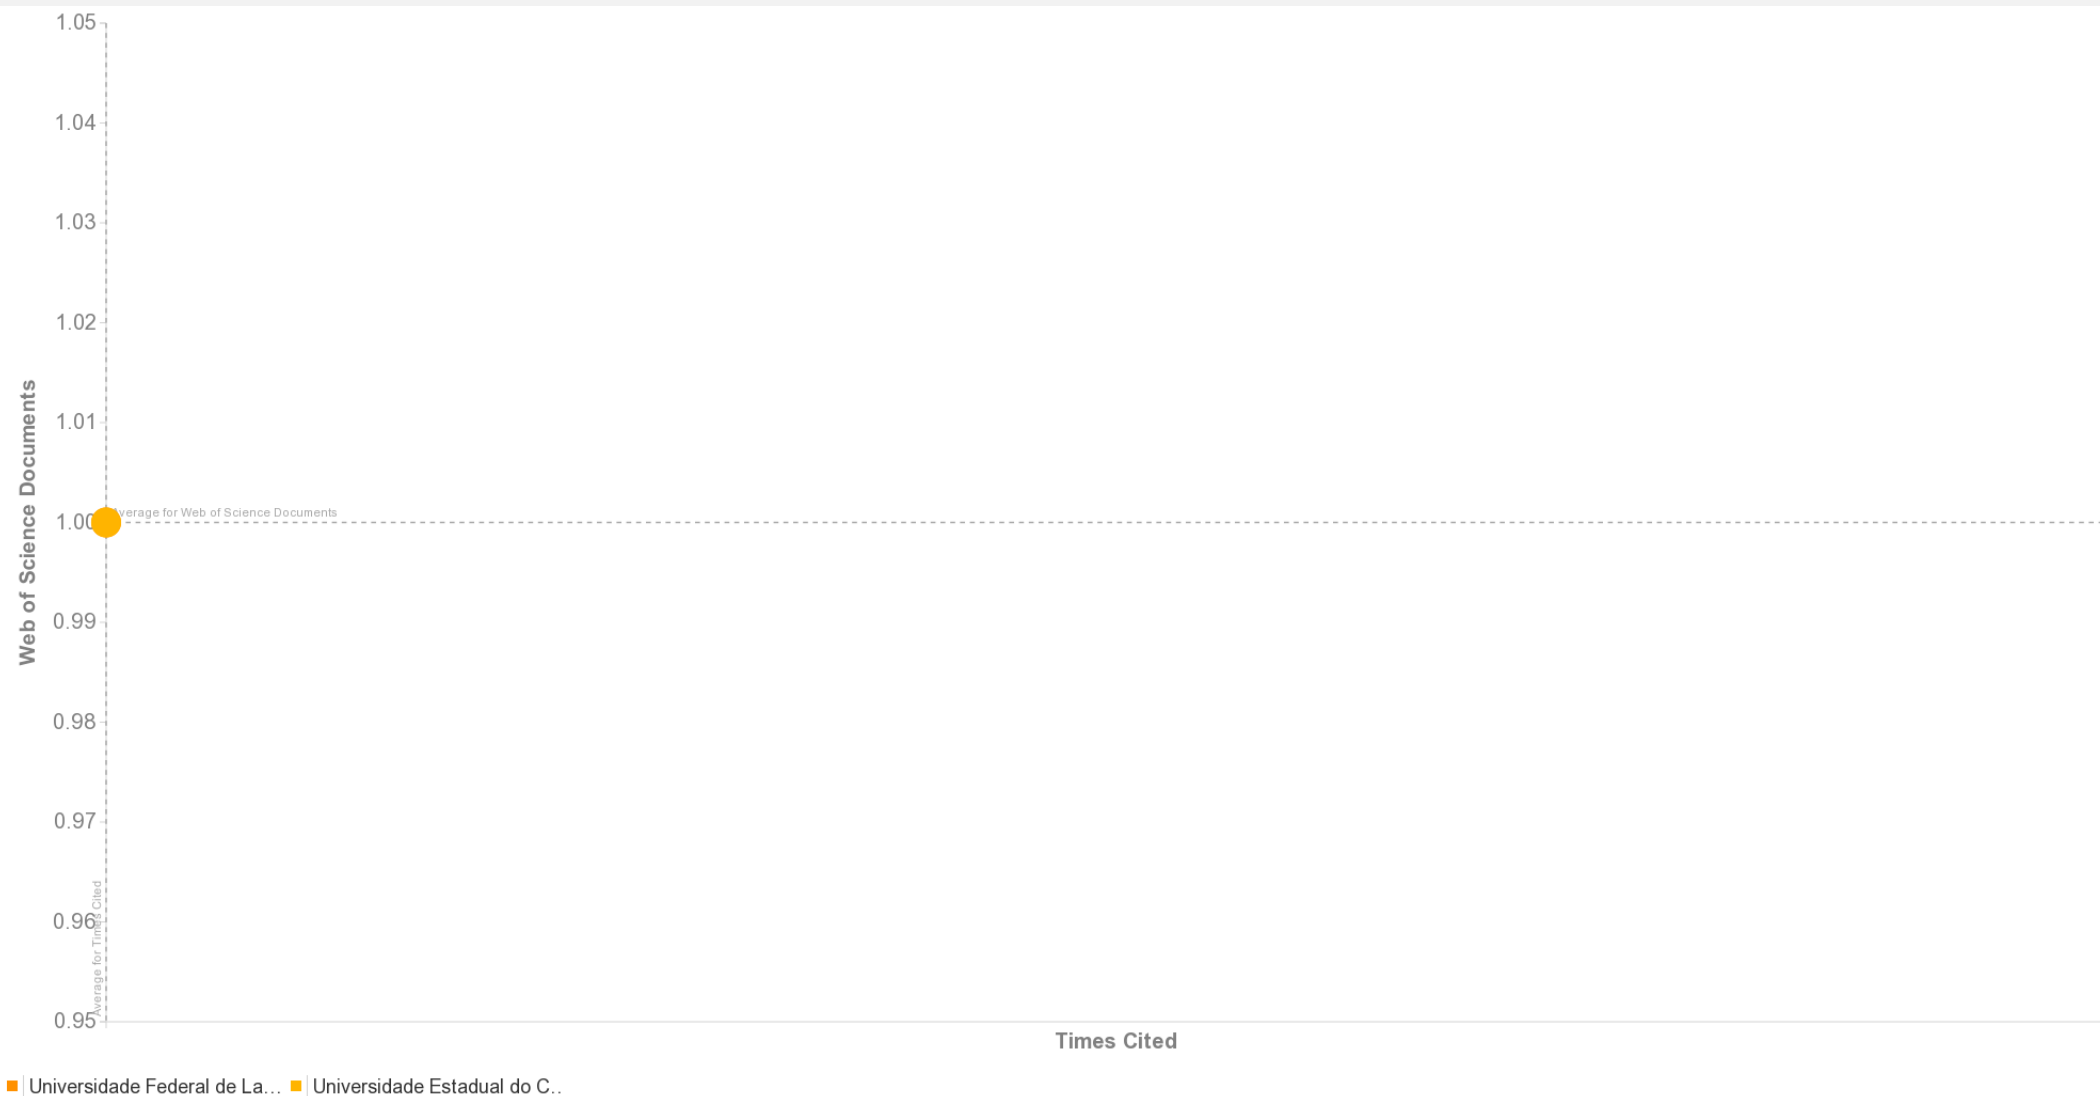 1.05
1.04
1.03
1.02
1.01
1.00
0.99
0.98
0.97
0.96
0.95
Web of Science Documents
Average for Web of Science Documents
Average for Times Cited
Times Cited
Universidade Federal de La...
Universidade Estadual do C..